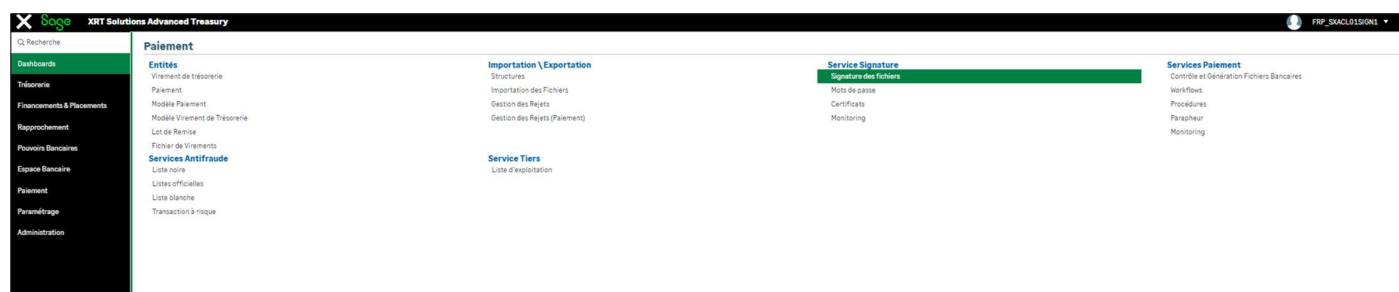 Sage XRT Solutions Advanced Treasury
FRP_SXACL01SIGN1
Recherche
Dashboards
Trésorerie
Financements & Placements
Rapprochement
Pouvoirs Bancaires
Espace Bancaire
Paiement
Paramétrage
Administration
Paiement
Entités
Virement de trésorerie
Paiement
Modèle Paiement
Modèle Virement de Trésorerie
Lot de Remise
Fichier de Virements
Importation \ Exportation
Structures
Importation des Fichiers
Gestion des Rejets
Gestion des Rejets (Paiement)
Service Signature
Signature des fichiers
Mots de passe
Certificats
Monitoring
Services Paiement
Contrôle et Génération Fichiers Bancaires
Workflows
Procédures
Parapheur
Monitoring
Services Antifraude
Liste noire
Listes officielles
Liste blanche
Transaction à risque
Service Tiers
Liste d'exploitation